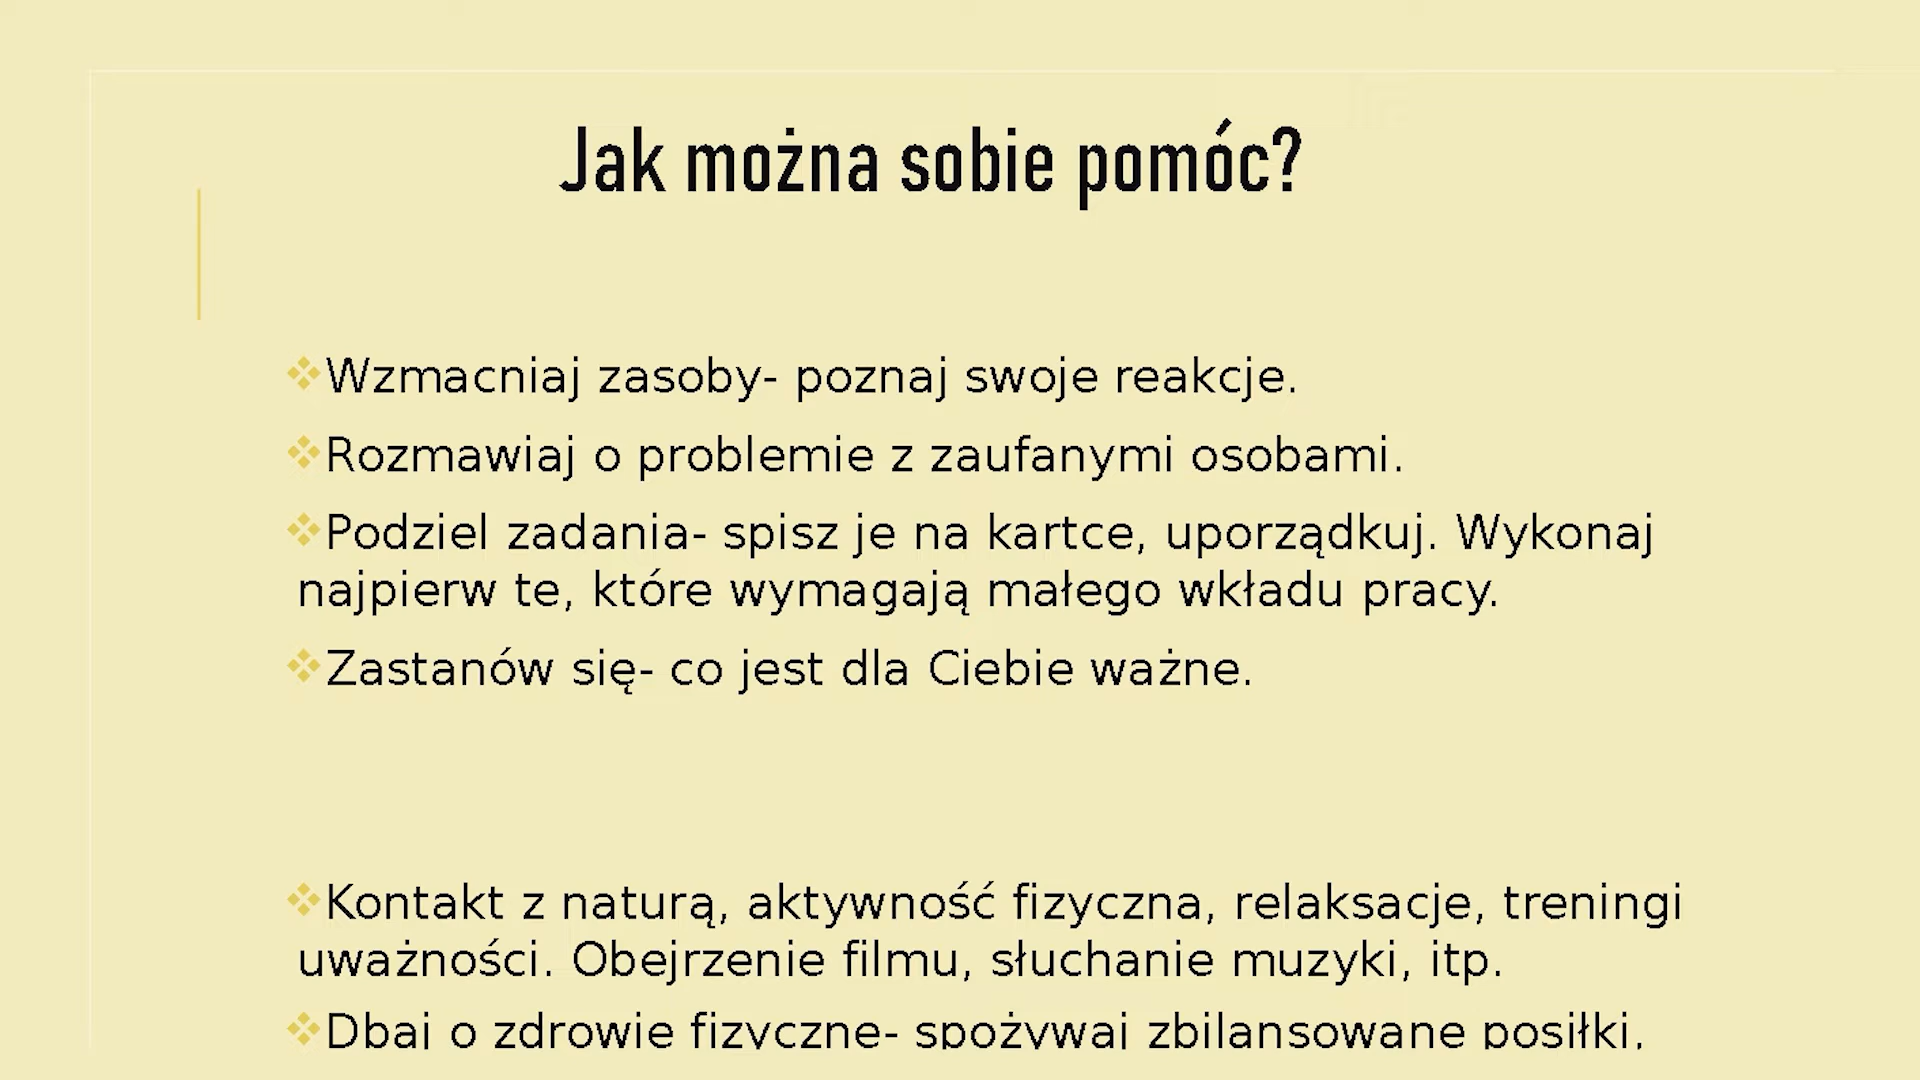 Jak można sobie pomóc?
❖Wzmacniaj zasoby- poznaj swoje reakcje.
❖Rozmawiaj o problemie z zaufanymi osobami.
❖Podziel zadania- spisz je na kartce, uporządkuj. Wykonaj
najpierw te, które wymagają małego wkładu pracy.
❖Zastanów się- co jest dla Ciebie ważne.
❖Kontakt z naturą, aktywność fizyczna, relaksacje, treningi
uważności. Obejrzenie filmu, słuchanie muzyki, itp.
❖Dbaj o zdrowie fizyczne- spożywaj zbilansowane posiłki,